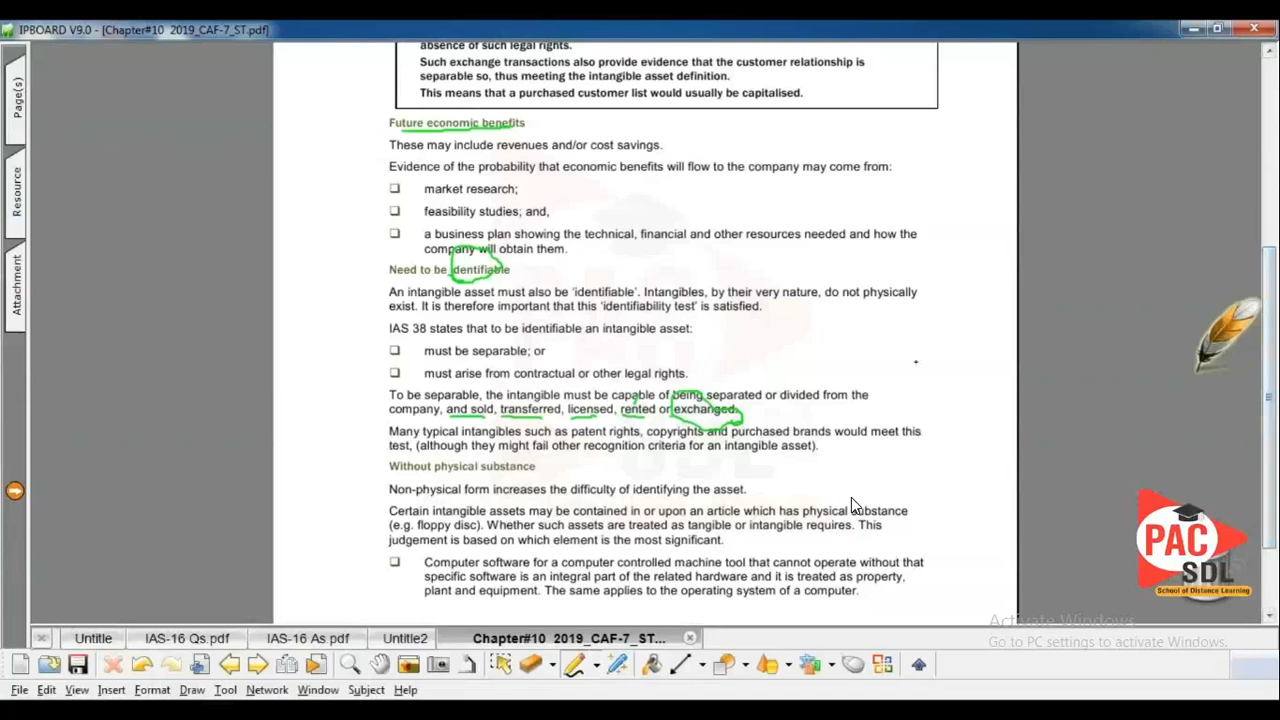 IPBOARD V9.0 - [Chapter#10 2019_CAF-7_ST.pdf]
Page(s)
Resource
Attachment
absence of such legal rights.
Such exchange transactions also provide evidence that the customer relationship is
separable so, thus meeting the intangible asset definition.
This means that a purchased customer list would usually be capitalised.
Future economic benefits
These may include revenues and/or cost savings.
Evidence of the probability that economic benefits will flow to the company may come from:
market research;
feasibility studies; and,
a business plan showing the technical, financial and other resources needed and how the
company will obtain them.
Need to be identifiable
An intangible asset must also be ‘identifiable’. Intangibles, by their very nature, do not physically
exist. It is therefore important that this ‘identifiability test’ is satisfied.
IAS 38 states that to be identifiable an intangible asset:
must be separable; or
must arise from contractual or other legal rights.
To be separable, the intangible must be capable of being separated or divided from the
company, and sold, transferred, licensed, rented or exchanged.
Many typical intangibles such as patent rights, copyrights and purchased brands would meet this
test, (although they might fail other recognition criteria for an intangible asset).
Without physical substance
Non-physical form increases the difficulty of identifying the asset.
Certain intangible assets may be contained in or upon an article which has physical substance
(e.g. floppy disc). Whether such assets are treated as tangible or intangible requires. This
judgement is based on which element is the most significant.
Computer software for a computer controlled machine tool that cannot operate without that
specific software is an integral part of the related hardware and it is treated as property,
plant and equipment. The same applies to the operating system of a computer.
PAC
SDL
PAC
SDL
School of Distance Learning
Activate Windows
Go to PC settings to activate Windows.
Untitle
IAS-16 Qs.pdf
IAS-16 As pdf
Untitle2
Chapter#10 2019_CAF-7_ST...
File Edit View Insert Format Draw Tool Network Window Subject Help